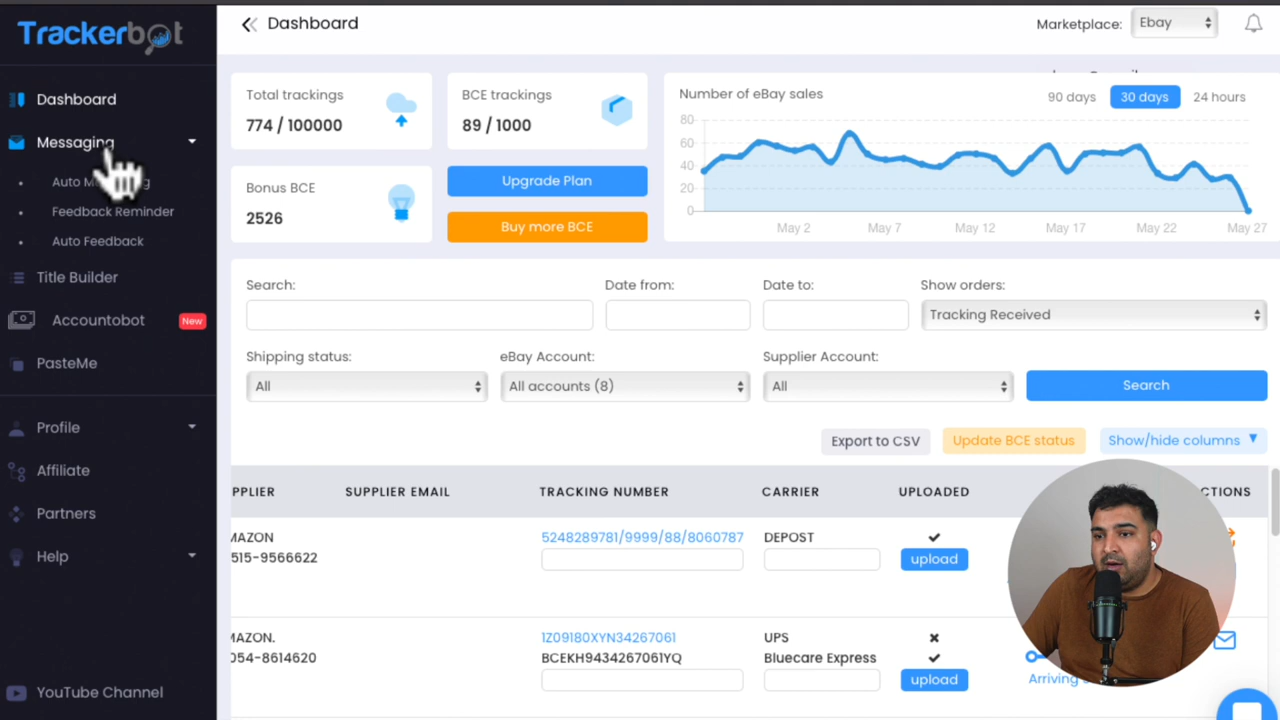 Trackerbot
Dashboard
Marketplace:
Ebay
Dashboard
Messaging
Feedback Reminder
Auto Feedback
Title Builder
Accountobot
New
PasteMe
Profile
Affiliate
Partners
Help
YouTube Channel
Total trackings
774 / 100000
BCE trackings
89 / 1000
Bonus BCE
2526
Upgrade Plan
Buy more BCE
Number of eBay sales
90 days
30 days
24 hours
80
60
40
20
0
May 2
May 7
May 12
May 17
May 22
May 27
Search:
Date from:
Date to:
Show orders:
Tracking Received
Shipping status:
eBay Account:
Supplier Account:
All
All accounts (8)
All
Search
Export to CSV
Update BCE status
Show/hide columns
PPLIER
SUPPLIER EMAIL
TRACKING NUMBER
CARRIER
UPLOADED
CTIONS
MAZON
5248289781/9999/88/8060787
DEPOST
515-9566622
upload
MAZON.
1Z09180XYN34267061
UPS
054-8614620
BCEKH9434267061YQ
Bluecare Express
upload
Arriving